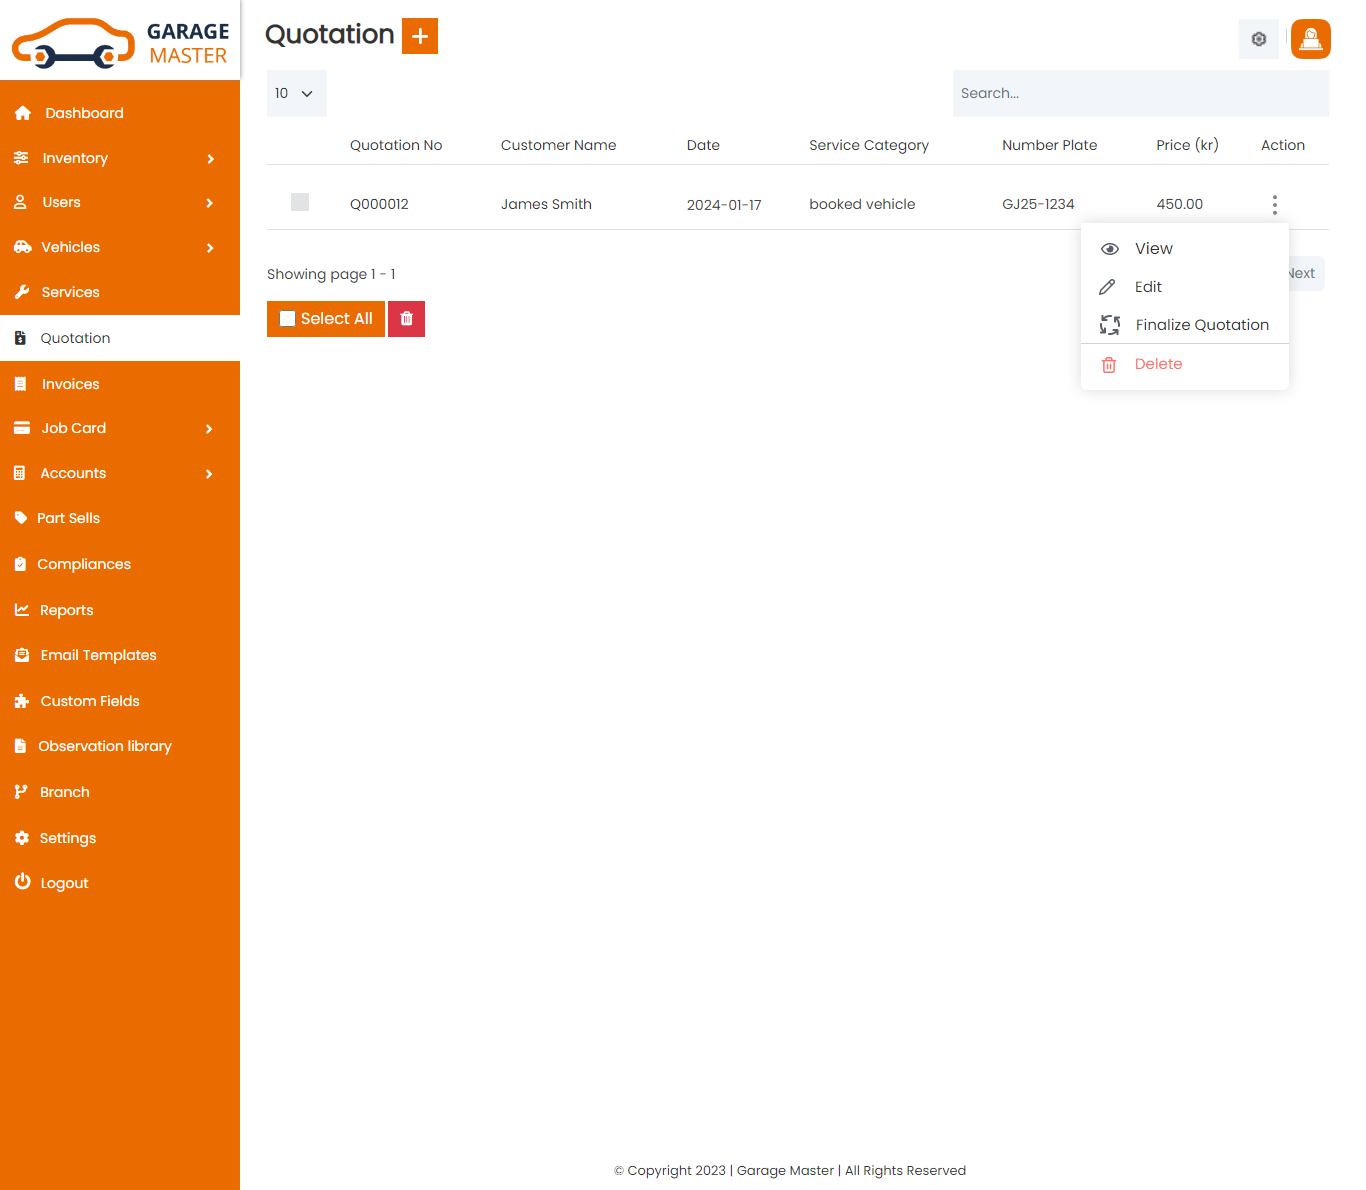 GARAGE
MASTER
Dashboard
Inventory
Users
Vehicles
Services
Quotation
Invoices
Job Card
Accounts
Part Sells
Compliances
Reports
Email Templates
Custom Fields
Observation library
Branch
Settings
Logout
Quotation
10
Search...
Quotation No Customer Name Date Service Category Number Plate Price (kr) Action
Q000012 James Smith 2024-01-17 booked vehicle GJ25-1234 450.00
View
Edit
Finalize Quotation
Delete
Showing page 1 - 1
Next
Select All
© Copyright 2023 | Garage Master | All Rights Reserved